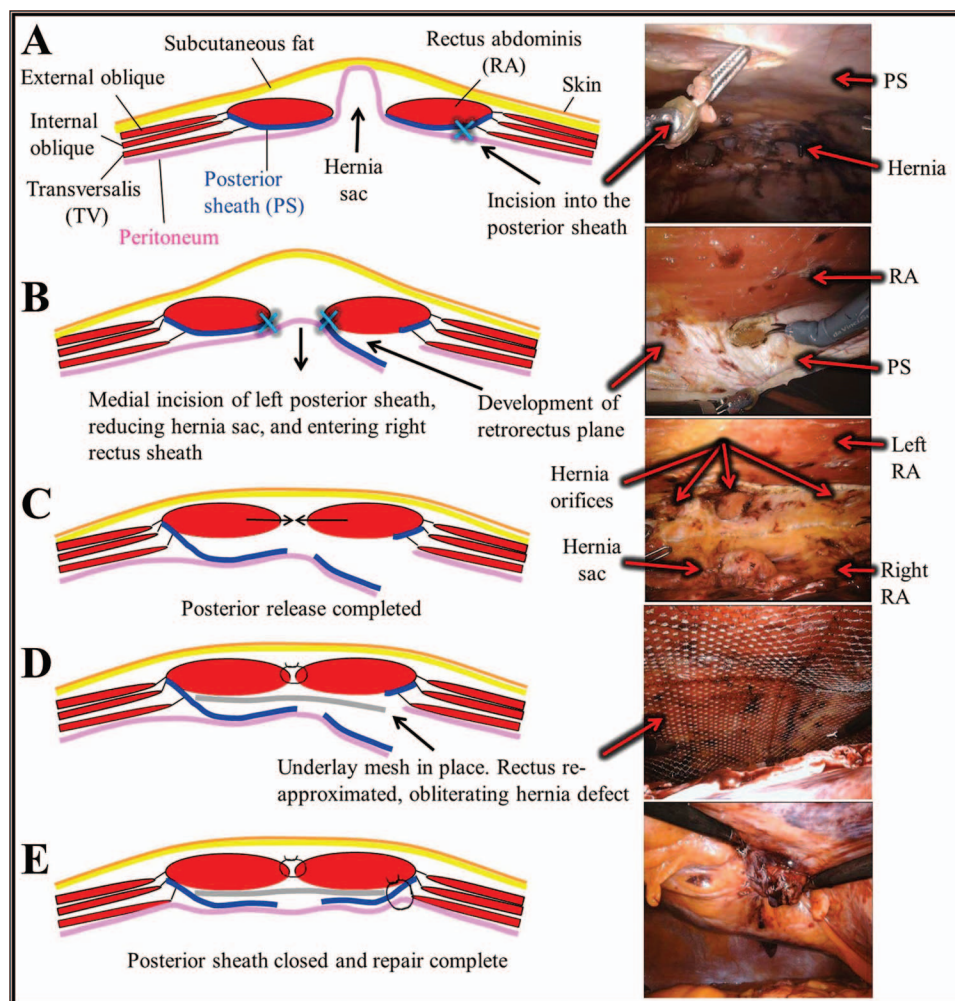 A
Subcutaneous fat
Rectus abdominis
(RA)
External oblique
Skin
PS
Internal
oblique
Transversalis
(TV)
Posterior
sheath (PS)
Hernia
sac
Hernia
Incision into the
posterior sheath
Peritoneum
B
RA
PS
Medial incision of left posterior sheath,
reducing hernia sac, and entering right
rectus sheath
Development of
retrorectus plane
Left
RA
Hernia
orifices
C
Hernia
sac
Right
RA
Posterior release completed
D
Underlay mesh in place. Rectus re-
approximated, obliterating hernia defect
E
Posterior sheath closed and repair complete